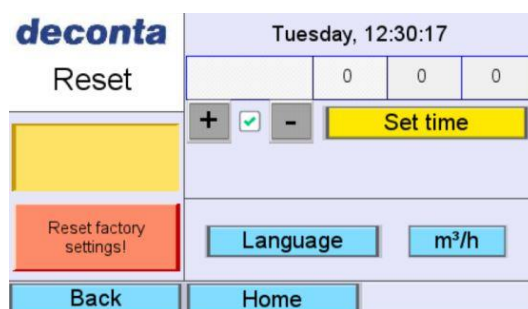 deconta
Tuesday, 12:30:17
Reset
0 0 0
+ - Set time
Reset factory
settings!
Language m³/h
Back Home